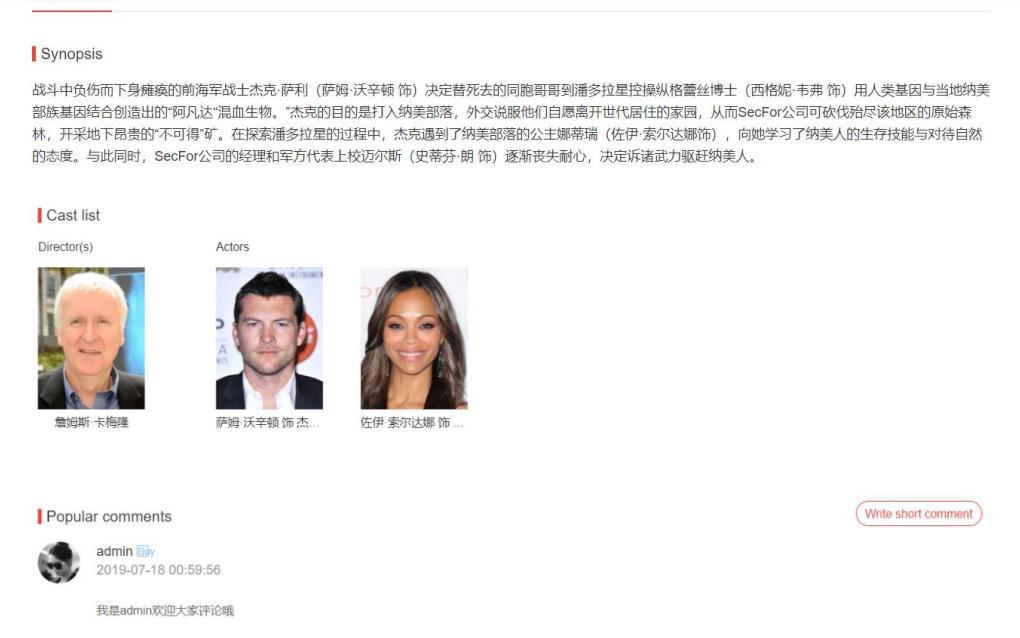 Synopsis
战斗中负伤而下身瘫痪的前海军战士杰克·萨利（萨姆·沃辛顿 饰）决定替死去的同胞哥哥到潘多拉星操纵格蕾丝博士（西格妮·韦弗 饰）用人类基因与当地纳美
部族基因结合创造出的“阿凡达“混血生物。”杰克的目的是打入纳美部落，外交说服他们自愿离开世代居住的家园，从而SecFor公司可砍伐殆尽该地区的原始森
林，开采地下昂贵的“不可得”矿。在探索潘多拉星的过程中，杰克遇到了纳美部落的公主娜蒂瑞（佐伊·索尔达娜饰），向她学习了纳美人的生存技能与对待自然
的态度。与此同时，SecFor公司的经理和军方代表上校迈尔斯（史蒂芬·朗 饰）逐渐丧失耐心，决定诉诸武力驱赶纳美人。
Cast list
Director(s)
Actors
詹姆斯·卡梅隆
萨姆·沃辛顿 饰 杰...
佐伊·索尔达娜 饰 ...
Popular comments
Write short comment
admin Buy
2019-07-18 00:59:56
我是admin欢迎大家评论哦